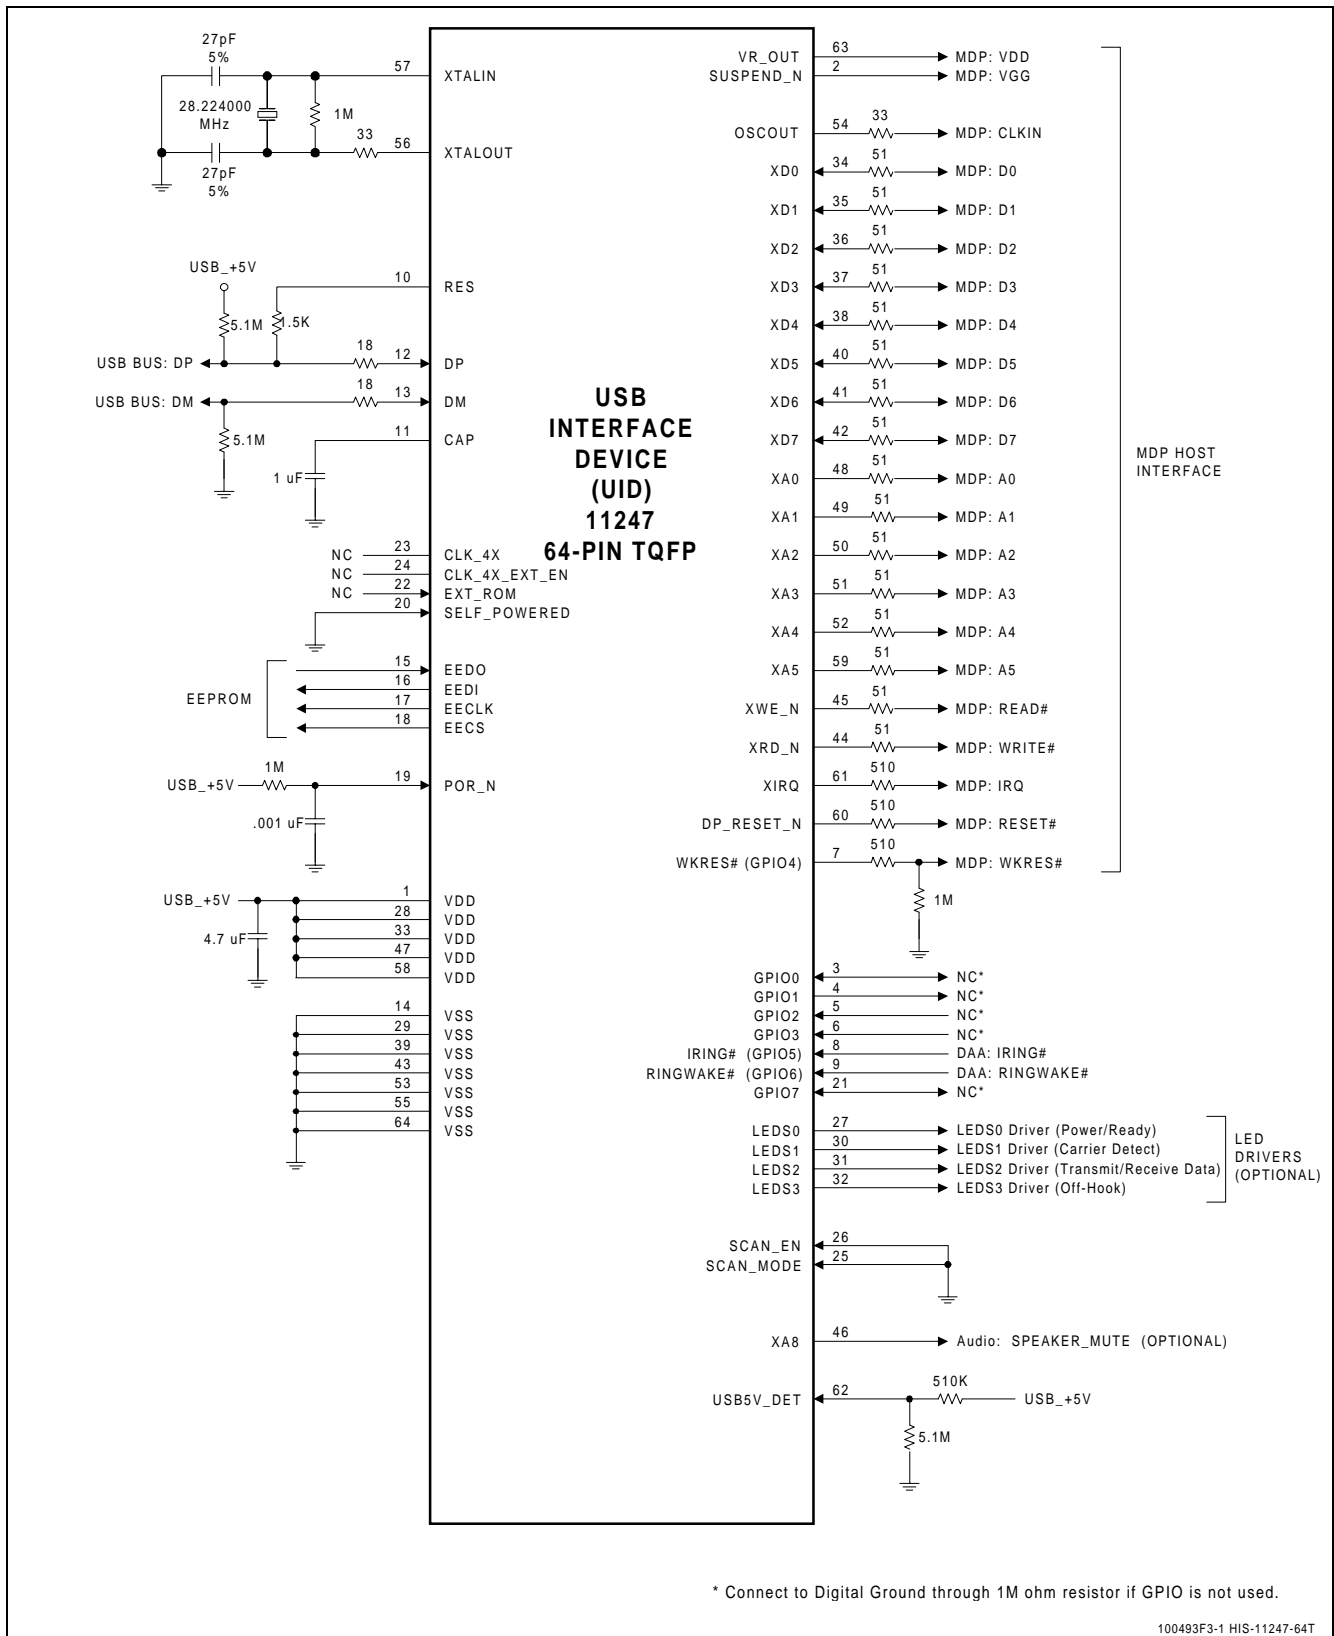 27pF
5%
57 XTALIN
28.224000
MHz
1M
33
56 XTALOUT
27pF
5%
USB_+5V
10 RES
5.1M
1.5K
USB BUS: DP
18
12 DP
USB BUS: DM
18
13 DM
5.1M
11 CAP
1 uF
NC 23 CLK_4X
NC 24 CLK_4X_EXT_EN
NC 22 EXT_ROM
20 SELF_POWERED
EEPROM
15 EEDO
16 EEDI
17 EECLK
18 EECS
1M
USB_+5V 19 POR_N
.001 uF
USB_+5V 1 VDD
28 VDD
33 VDD
47 VDD
58 VDD
4.7 uF
14 VSS
29 VSS
39 VSS
43 VSS
53 VSS
55 VSS
64 VSS
USB
INTERFACE
DEVICE
(UID)
11247
64-PIN TQFP
VR_OUT 63 MDP: VDD
SUSPEND_N 2 MDP: VGG
OSCOUT 54 33 MDP: CLKIN
XD0 34 51 MDP: D0
XD1 35 51 MDP: D1
XD2 36 51 MDP: D2
XD3 37 51 MDP: D3
XD4 38 51 MDP: D4
XD5 40 51 MDP: D5
XD6 41 51 MDP: D6
XD7 42 51 MDP: D7
XA0 48 51 MDP: A0
XA1 49 51 MDP: A1
XA2 50 51 MDP: A2
XA3 51 51 MDP: A3
XA4 52 51 MDP: A4
XA5 59 51 MDP: A5
XWE_N 45 51 MDP: READ#
XRD_N 44 51 MDP: WRITE#
XIRQ 61 510 MDP: IRQ
DP_RESET_N 60 510 MDP: RESET#
WKRES# (GPIO4) 7 510 MDP: WKRES#
1M
MDP HOST
INTERFACE
GPIO0 3 NC*
GPIO1 4 NC*
GPIO2 5 NC*
GPIO3 6 NC*
IRING# (GPIO5) 8 DAA: IRING#
RINGWAKE# (GPIO6) 9 DAA: RINGWAKE#
GPIO7 21 NC*
LEDS0 27 LEDS0 Driver (Power/Ready)
LEDS1 30 LEDS1 Driver (Carrier Detect)
LEDS2 31 LEDS2 Driver (Transmit/Receive Data)
LEDS3 32 LEDS3 Driver (Off-Hook)
LED
DRIVERS
(OPTIONAL)
SCAN_EN 26
SCAN_MODE 25
XA8 46 Audio: SPEAKER_MUTE (OPTIONAL)
USB5V_DET 62 510K USB_+5V
5.1M
* Connect to Digital Ground through 1M ohm resistor if GPIO is not used.
100493F3-1 HIS-11247-64T